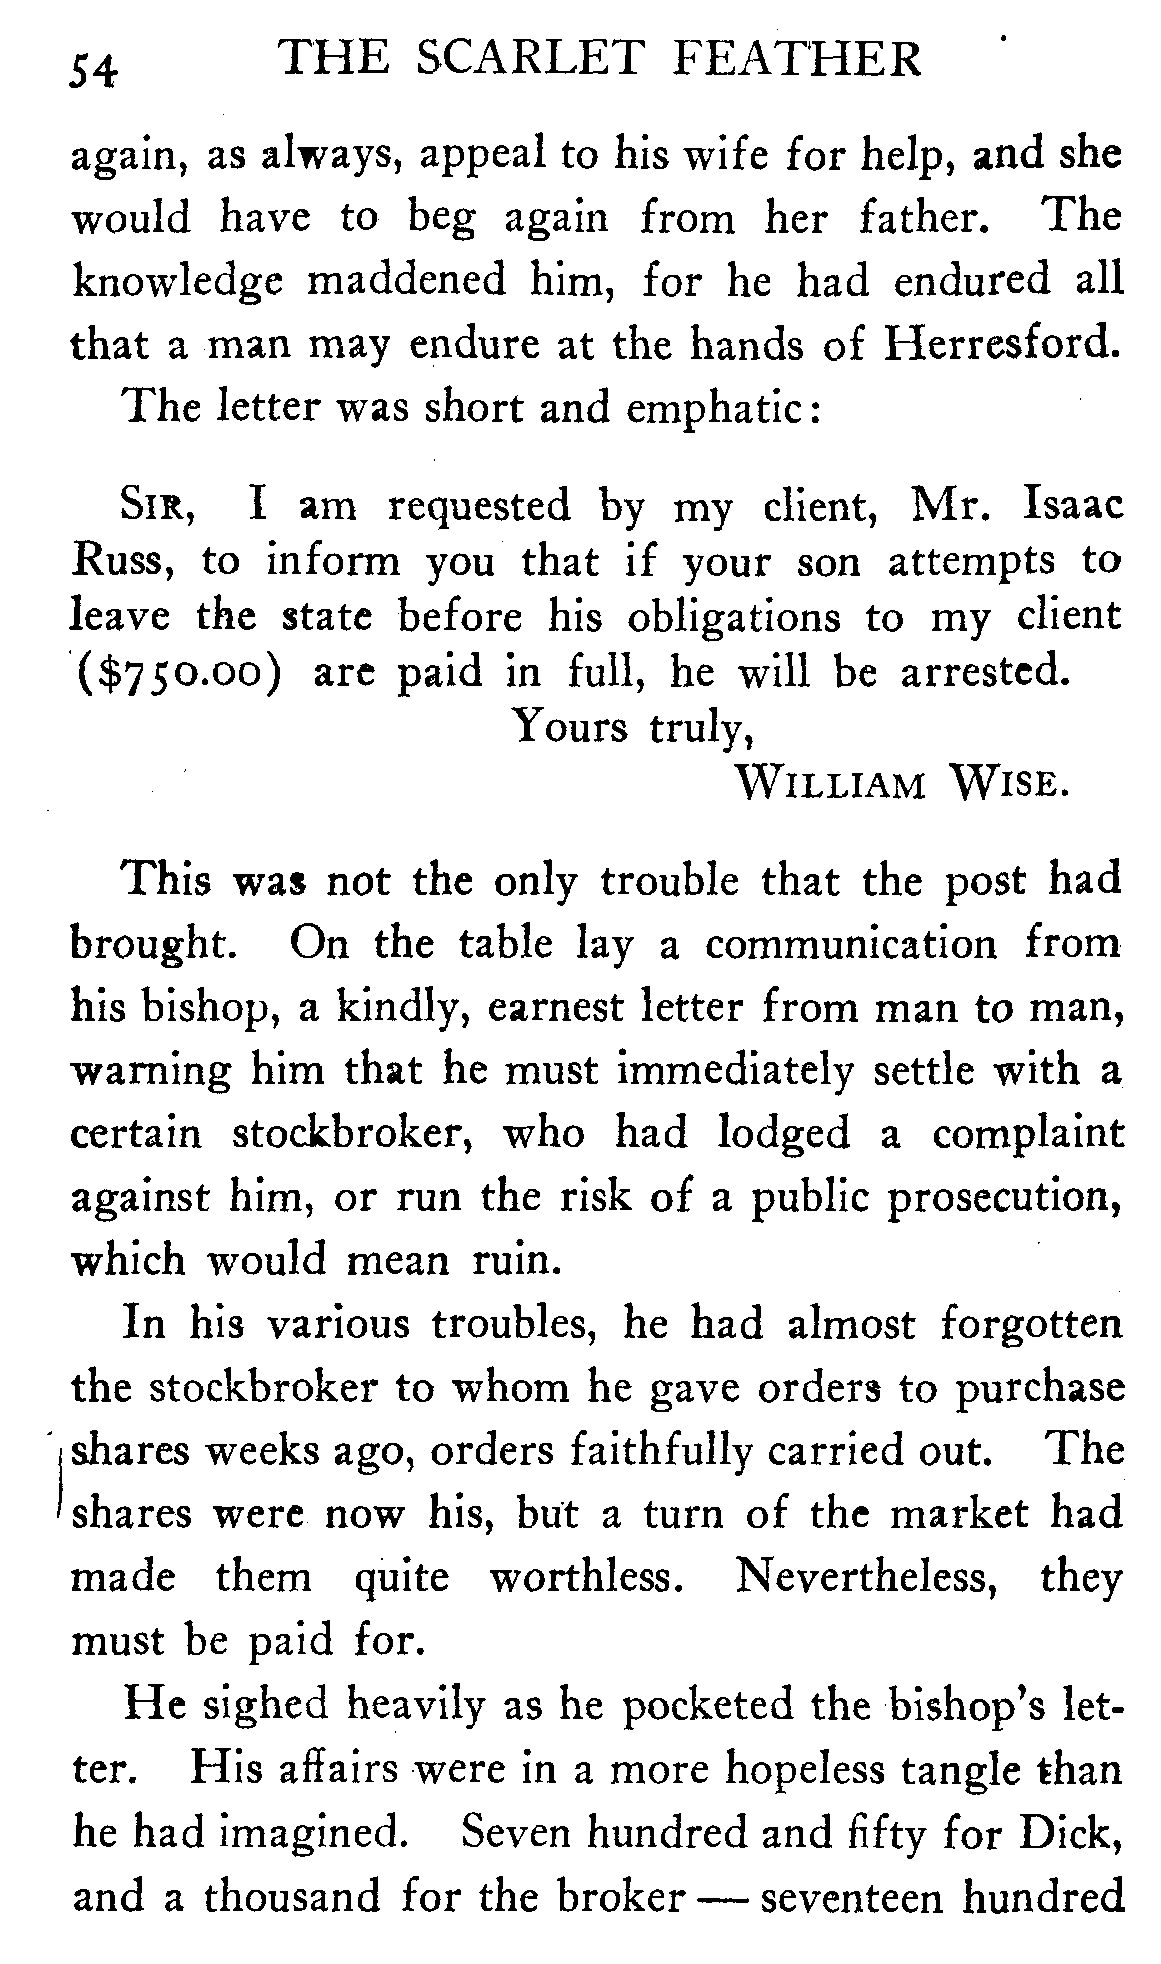 54 THE SCARLET FEATHER
again, as always, appeal to his wife for help, and she
would have to beg again from her father. The
knowledge maddened him, for he had endured all
that a man may endure at the hands of Herresford.
The letter was short and emphatic:
SIR, I am requested by my client, Mr. Isaac
Russ, to inform you that if your son attempts to
leave the state before his obligations to my client
($750.00) are paid in full, he will be arrested.
Yours truly,
WILLIAM WISE.
This was not the only trouble that the post had
brought. On the table lay a communication from
his bishop, a kindly, earnest letter from man to man,
warning him that he must immediately settle with a
certain stockbroker, who had lodged a complaint
against him, or run the risk of a public prosecution,
which would mean ruin.
In his various troubles, he had almost forgotten
the stockbroker to whom he gave orders to purchase
shares weeks ago, orders faithfully carried out. The
shares were now his, but a turn of the market had
made them quite worthless. Nevertheless, they
must be paid for.
He sighed heavily as he pocketed the bishop's let-
ter. His affairs were in a more hopeless tangle than
he had imagined. Seven hundred and fifty for Dick,
and a thousand for the broker — seventeen hundred